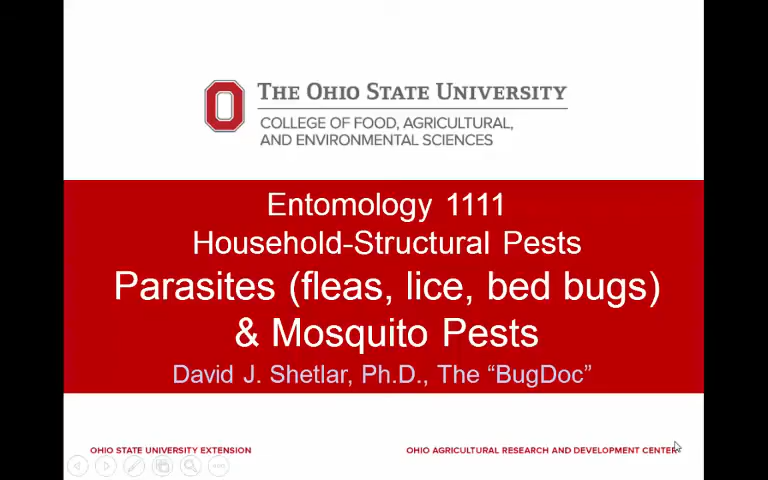 THE OHIO STATE UNIVERSITY
COLLEGE OF FOOD, AGRICULTURAL,
AND ENVIRONMENTAL SCIENCES
Entomology 1111
Household-Structural Pests
Parasites (fleas, lice, bed bugs)
& Mosquito Pests
David J. Shetlar, Ph.D., The “BugDoc”
OHIO STATE UNIVERSITY EXTENSION
OHIO AGRICULTURAL RESEARCH AND DEVELOPMENT CENTER